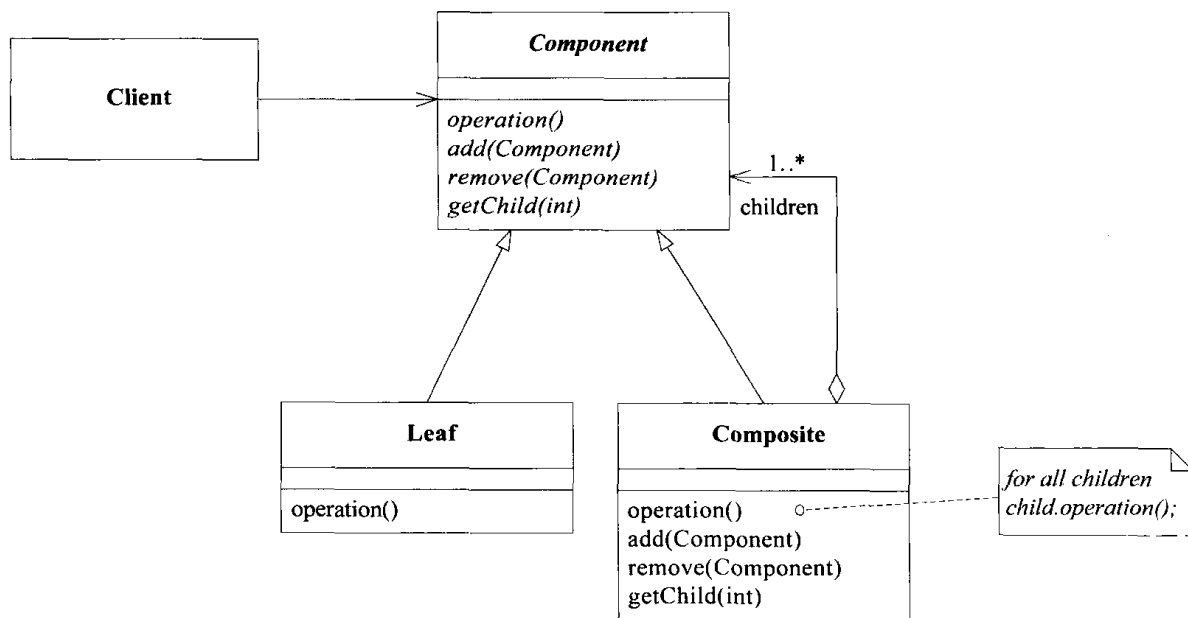 Client
Component
operation()
add(Component)
remove(Component)
getChild(int)
1..*
children
Leaf
operation()
Composite
operation()
add(Component)
remove(Component)
getChild(int)
for all children
child.operation();